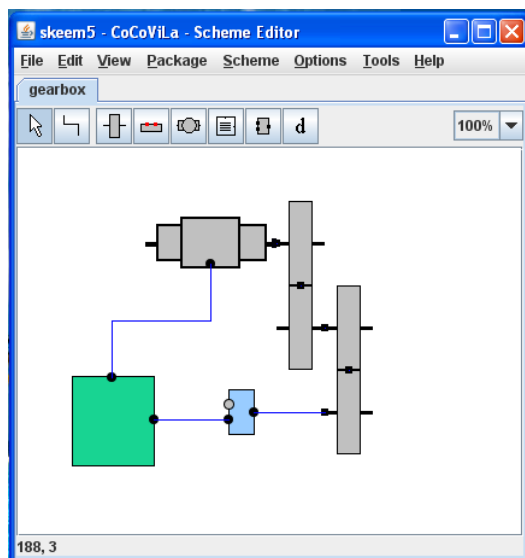 skeem5 - CoCoViLa - Scheme Editor
File Edit View Package Scheme Options Tools Help
gearbox
d 100%
188, 3